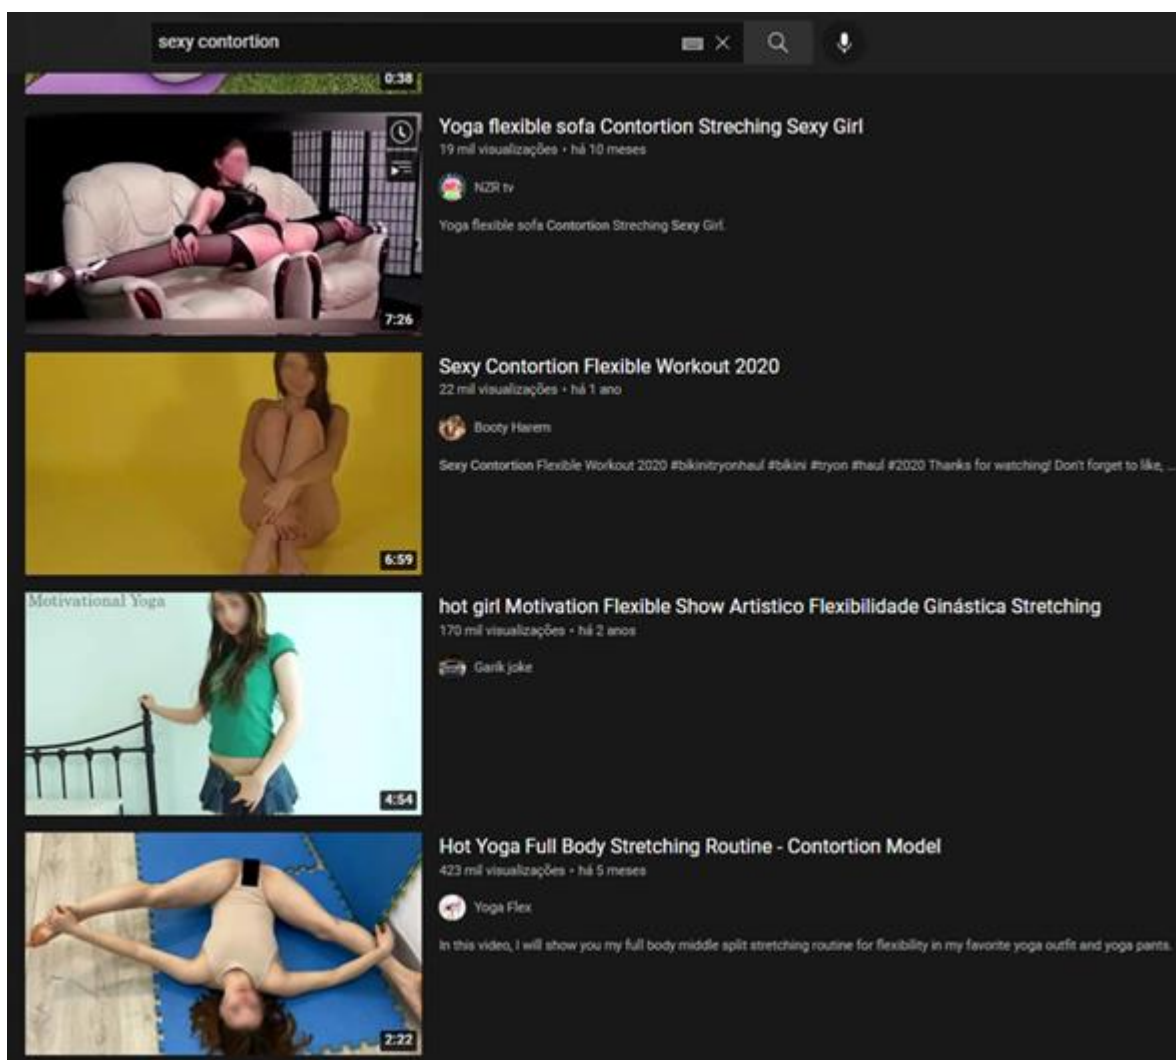 sexy contortion
0:38
Yoga flexible sofa Contortion Streching Sexy Girl
19 mil visualizações • há 10 meses
NZR tv
Yoga flexible sofa Contortion Streching Sexy Girl.
7:26
Sexy Contortion Flexible Workout 2020
22 mil visualizações • há 1 ano
Booty Harem
Sexy Contortion Flexible Workout 2020 #bikinitryonhaul #bikini #tryon #haul #2020 Thanks for watching! Don't forget to like, ...
6:59
Motivational Yoga
hot girl Motivation Flexible Show Artistico Flexibilidade Ginástica Stretching
170 mil visualizações • há 2 anos
Garik joke
4:54
Hot Yoga Full Body Stretching Routine - Contortion Model
423 mil visualizações • há 5 meses
Yoga Flex
In this video, I will show you my full body middle split stretching routine for flexibility in my favorite yoga outfit and yoga pants.
2:22